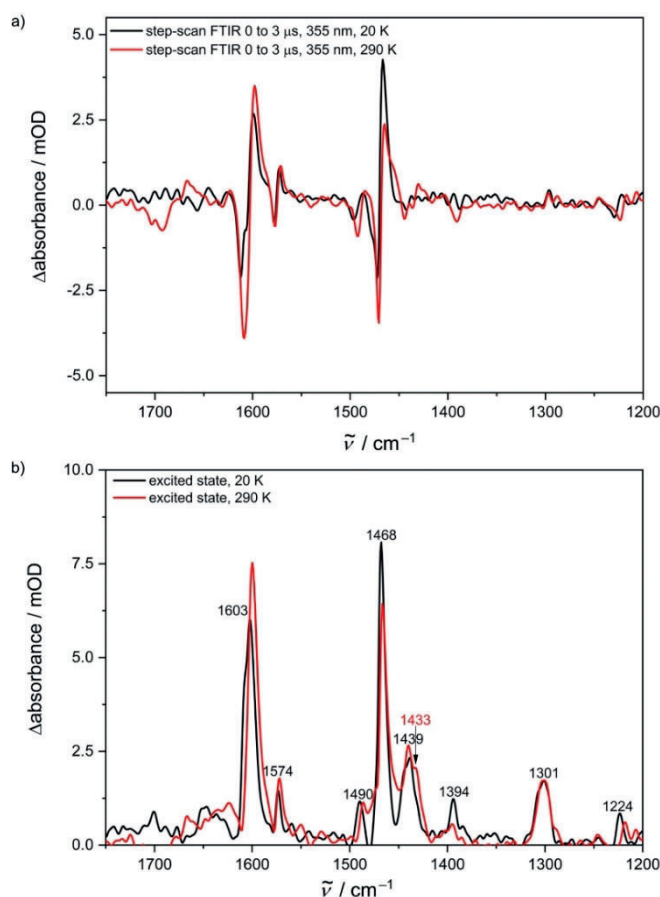 a)
step-scan FTIR 0 to 3 μs, 355 nm, 20 K
step-scan FTIR 0 to 3 μs, 355 nm, 290 K
5.0
2.5
0.0
-2.5
-5.0
Δabsorbance / mOD
1700 1600 1500 1400 1300 1200
ṽ / cm⁻¹
b)
excited state, 20 K
excited state, 290 K
10.0
7.5
5.0
2.5
0.0
Δabsorbance / mOD
1603
1574
1490
1468
1433
1439
1394
1301
1224
1700 1600 1500 1400 1300 1200
ṽ / cm⁻¹